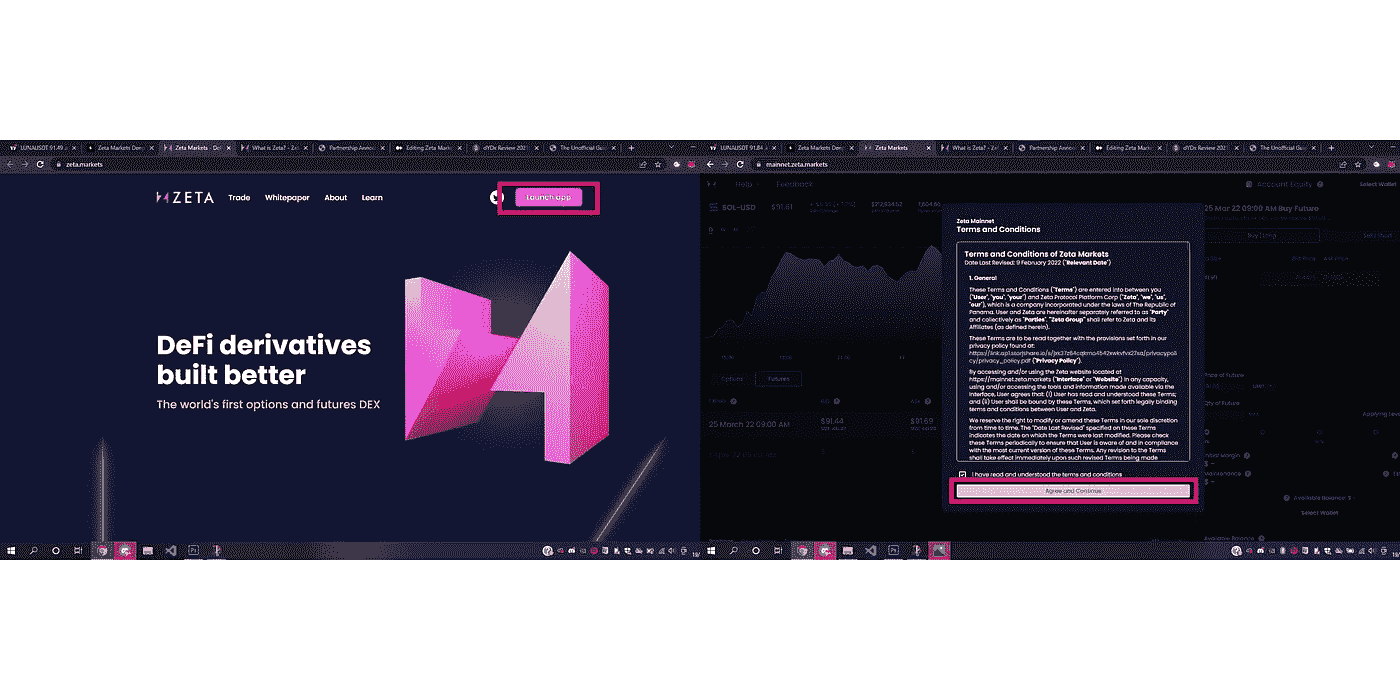 LUNAUSDT 91.49
Zeta Markets Dem
Zeta Markets - De
What is Zeta? - Ze
Partnership Annou
Editing Zeta Mark
dYDx Review 202
The Unofficial Gu
zeta.markets
ZETA
Trade
Whitepaper
About
Learn
Launch app
DeFi derivatives
built better
The world's first options and futures DEX
LUNAUSDT 91.84
Zeta Markets Dem
Zeta Markets
What is Zeta? - Ze
Partnership Annou
Editing Zeta Mark
dYDx Review 202
The Unofficial Gu
mainnet.zeta.markets
Help
Feedback
Account Equity
Select Wallet
SOL-USD
$91.61
25 Mar 22 09:00 AM Buy Future
Buy | Long
Zeta Mainnet
Terms and Conditions
Terms and Conditions of Zeta Markets
Date Last Revised: 9 February 2022 ("Relevant Date")
1. General
These Terms and Conditions ("Terms") are entered into between you
("User", "you", "your") and Zeta Protocol Platform Corp ("Zeta", "we", "us",
"our"), which is a company incorporated under the laws of The Republic of
Panama. User and Zeta are hereinafter separately referred to as "Party"
and collectively as "Parties". "Zeta Group" shall refer to Zeta and its
Affiliates (as defined herein).
These Terms are to be read together with the provisions set forth in our
privacy policy found at:
cy/privacy_policy.pdf ("Privacy Policy").
By accessing and/or using the Zeta website located at
https://mainnet.zeta.markets ("Interface" or "Website") in any capacity,
using and/or accessing the tools and information made available via the
Interface, User agrees that: (i) User has read and understood these Terms;
and (ii) User shall be bound by these Terms, which set forth legally binding
terms and conditions between User and Zeta.
We reserve the right to modify or amend these Terms in our sole discretion
from time to time. The "Date Last Revised" specified on these Terms
indicates the date on which the Terms were last modified. Please check
these Terms periodically to ensure that User is aware of and in compliance
with the most current version of these Terms. Any revision to the Terms
shall take effect immediately upon such revised Terms being made
I have read and understood the terms and conditions
Agree and Continue
Options
Futures
25 March 22 09:00 AM
$91.44
$91.69
Price of Future
Qty of Future
Available Balance
Select Wallet
Available Balance